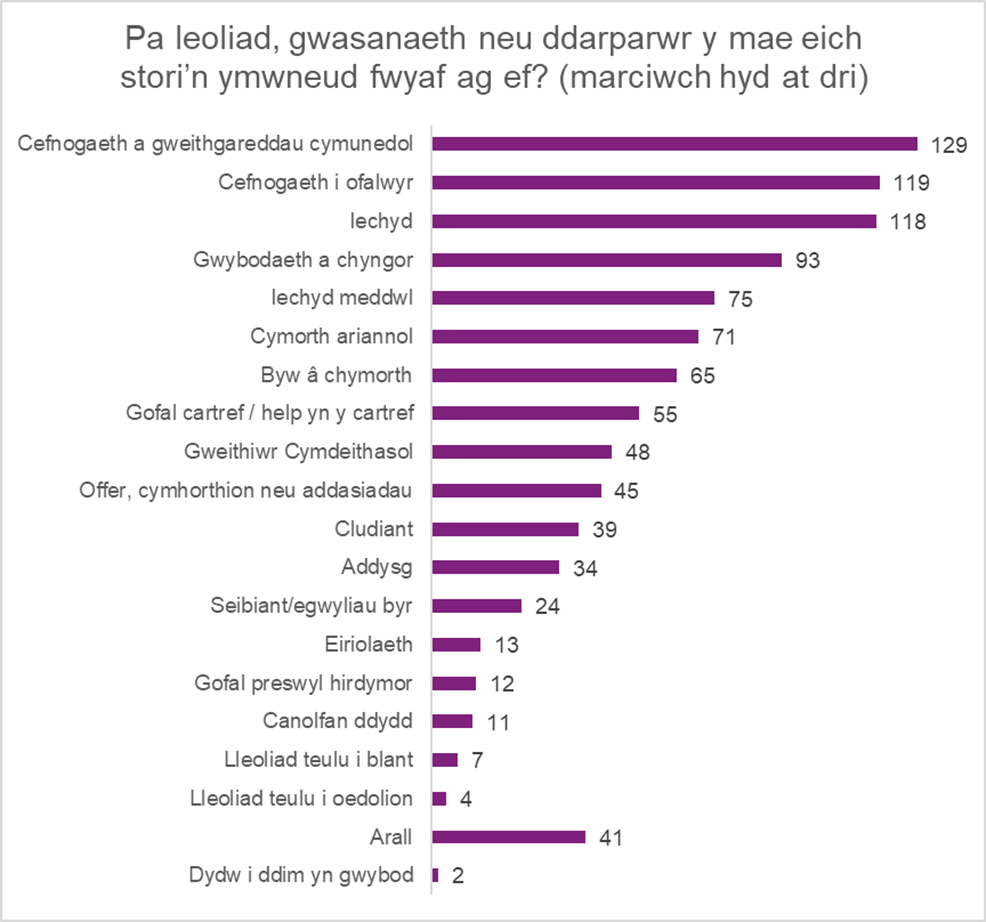 Pa leoliad, gwasanaeth neu ddarparwr y mae eich
stori’n ymwneud fwyaf ag ef? (marciwch hyd at dri)
Cefnogaeth a gweithgareddau cymunedol 129
Cefnogaeth i ofalwyr 119
Iechyd 118
Gwybodaeth a chyngor 93
Iechyd meddwl 75
Cymorth ariannol 71
Byw â chymorth 65
Gofal cartref / help yn y cartref 55
Gweithiwr Cymdeithasol 48
Offer, cymhorthion neu addasiadau 45
Cludiant 39
Addysg 34
Seibiant/egwyliau byr 24
Eiriolaeth 13
Gofal preswyl hirdymor 12
Canolfan ddydd 11
Lleoliad teulu i blant 7
Lleoliad teulu i oedolion 4
Arall 41
Dydw i ddim yn gwybod 2